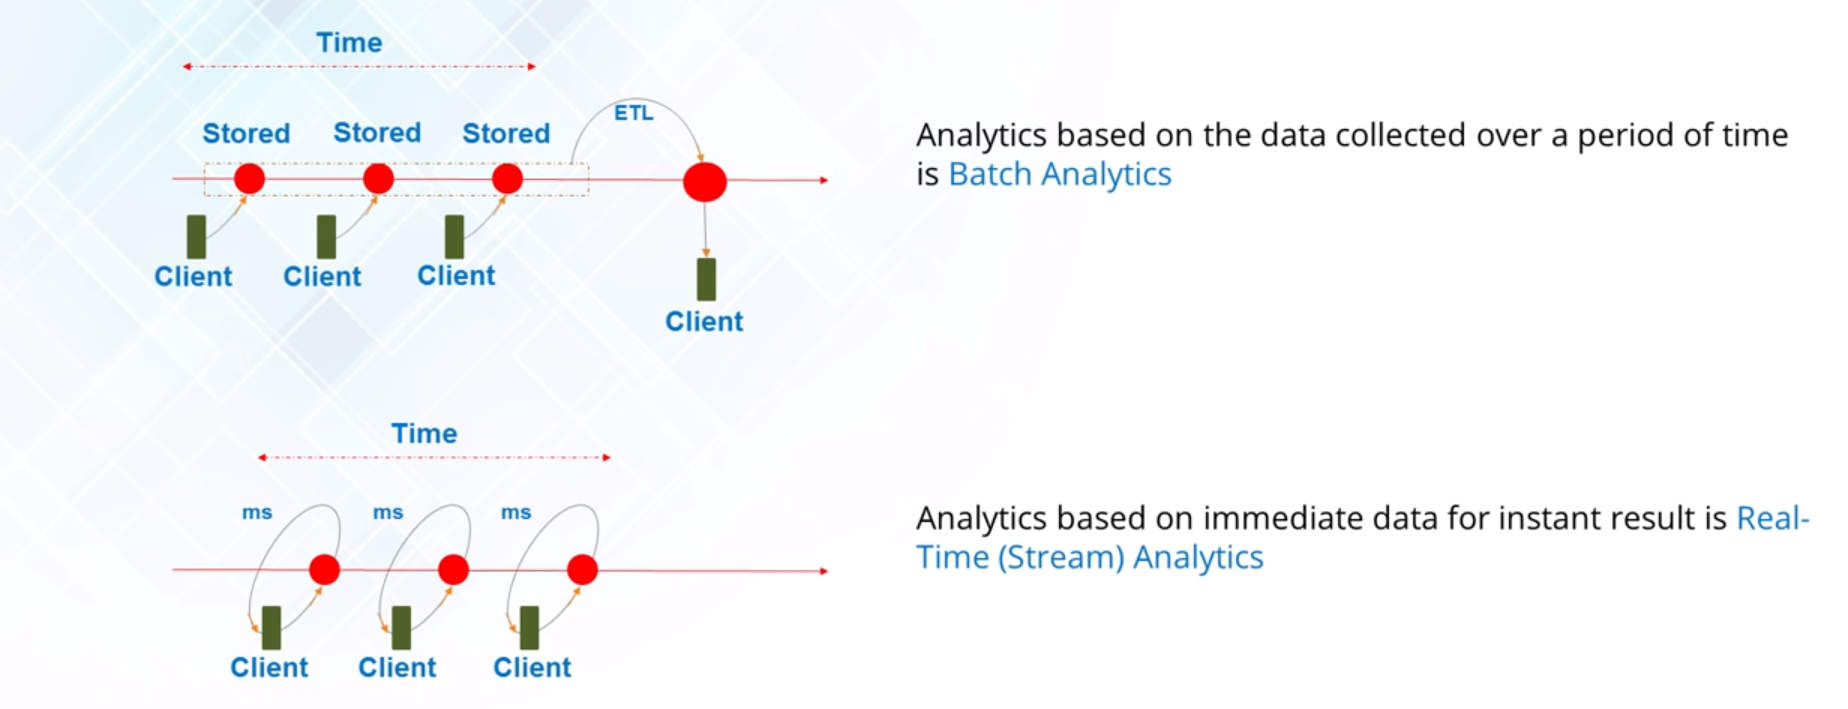 Time
Stored Stored Stored
ETL
Client Client Client
Client
Analytics based on the data collected over a period of time
is Batch Analytics
Time
ms ms ms
Client Client Client
Analytics based on immediate data for instant result is Real-
Time (Stream) Analytics